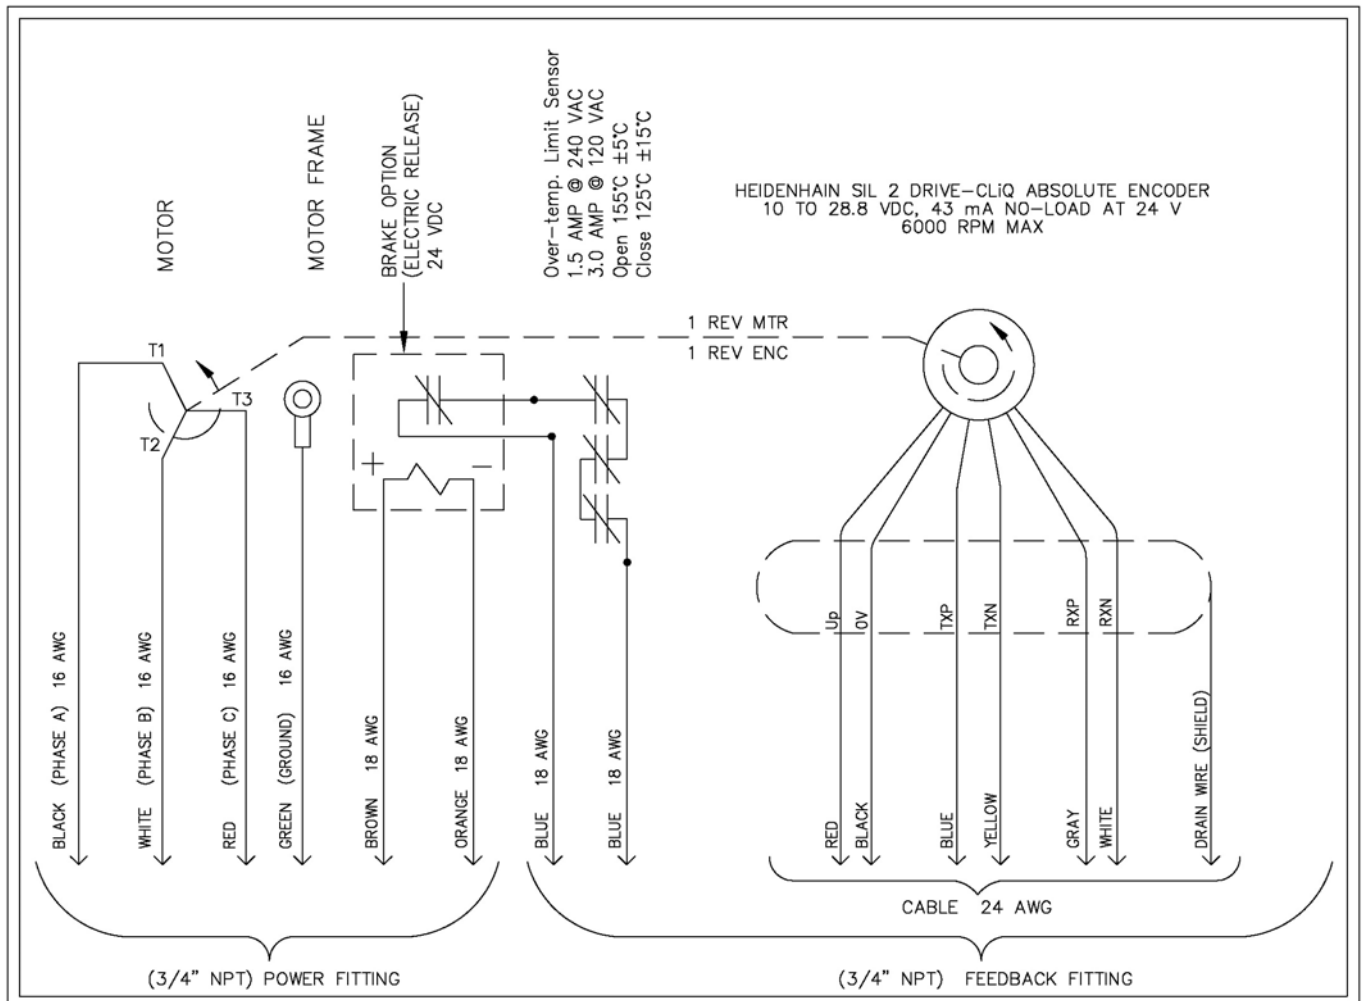 MOTOR
MOTOR FRAME
BRAKE OPTION
(ELECTRIC RELEASE)
24 VDC
Over-temp. Limit Sensor
1.5 AMP @ 240 VAC
3.0 AMP @ 120 VAC
Open 155°C ±5°C
Close 125°C ±15°C
HEIDENHAIN SIL 2 DRIVE-CLiQ ABSOLUTE ENCODER
10 TO 28.8 VDC, 43 mA NO-LOAD AT 24 V
6000 RPM MAX
1 REV MTR
1 REV ENC
T1
T3
T2
+
−
Up
0V
TXP
TXN
RXP
RXN
BLACK (PHASE A) 16 AWG
WHITE (PHASE B) 16 AWG
RED (PHASE C) 16 AWG
GREEN (GROUND) 16 AWG
BROWN 18 AWG
ORANGE 18 AWG
BLUE 18 AWG
BLUE 18 AWG
RED
BLACK
BLUE
YELLOW
GRAY
WHITE
DRAIN WIRE (SHIELD)
CABLE 24 AWG
(3/4" NPT) POWER FITTING
(3/4" NPT) FEEDBACK FITTING